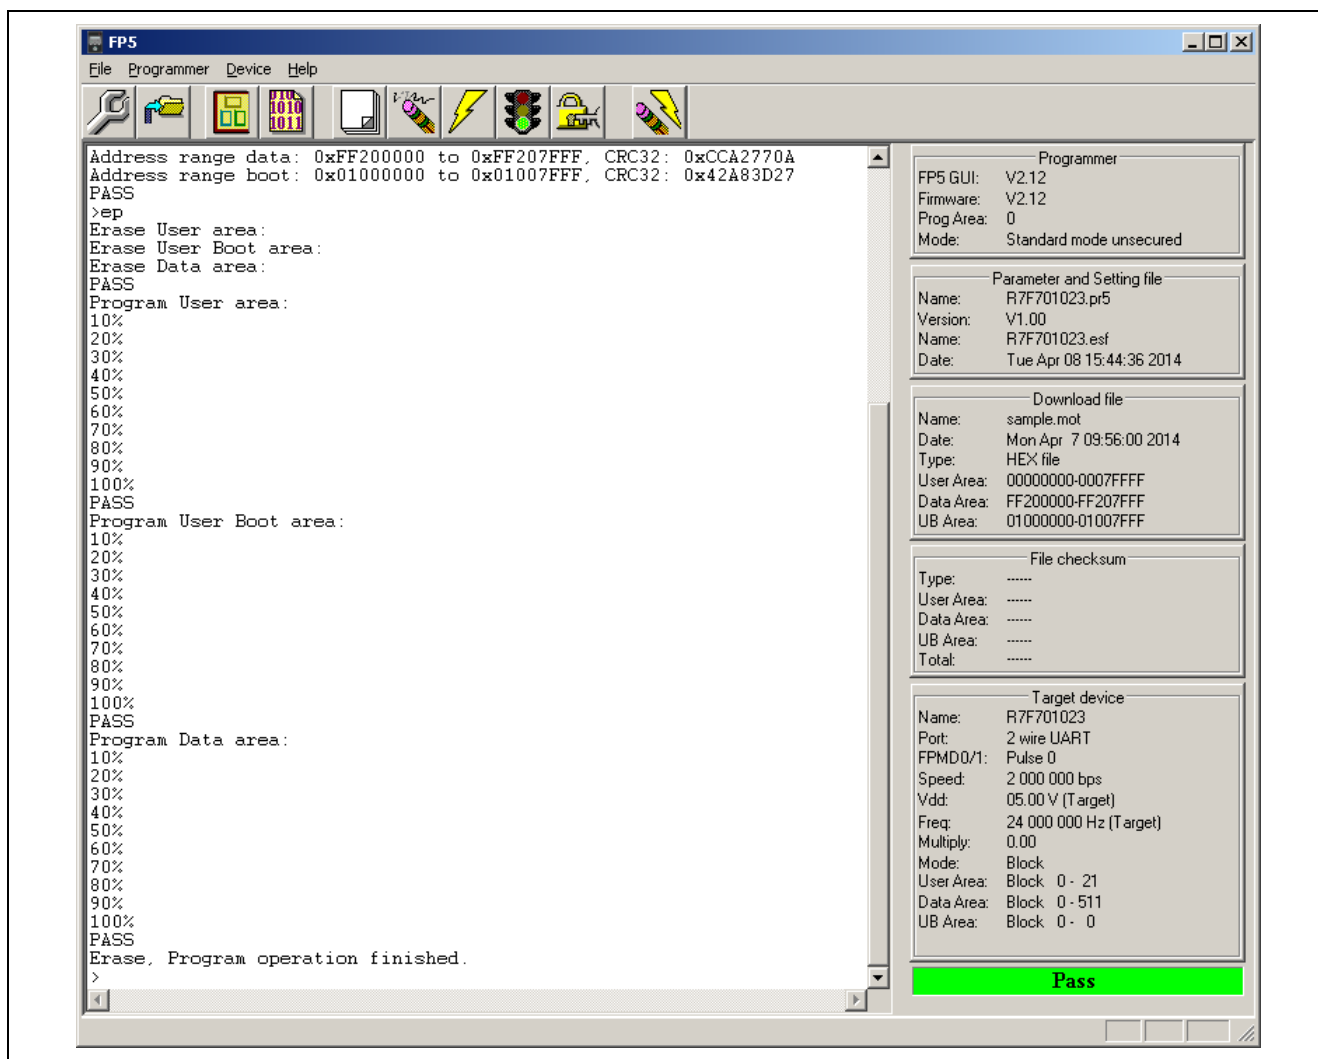 FP5
File Programmer Device Help
Address range data: 0xFF200000 to 0xFF207FFF, CRC32: 0xCCA2770A
Address range boot: 0x01000000 to 0x01007FFF, CRC32: 0x42A83D27
PASS
>ep
Erase User area:
Erase User Boot area:
Erase Data area:
PASS
Program User area:
10%
20%
30%
40%
50%
60%
70%
80%
90%
100%
PASS
Program User Boot area:
10%
20%
30%
40%
50%
60%
70%
80%
90%
100%
PASS
Program Data area:
10%
20%
30%
40%
50%
60%
70%
80%
90%
100%
PASS
Erase, Program operation finished.
>
Programmer
FP5 GUI: V2.12
Firmware: V2.12
Prog Area: 0
Mode: Standard mode unsecured
Parameter and Setting file
Name: R7F701023.pr5
Version: V1.00
Name: R7F701023.esf
Date: Tue Apr 08 15:44:36 2014
Download file
Name: sample.mot
Date: Mon Apr 7 09:56:00 2014
Type: HEX file
User Area: 00000000-0007FFFF
Data Area: FF200000-FF207FFF
UB Area: 01000000-01007FFF
File checksum
Type: ------
User Area: ------
Data Area: ------
UB Area: ------
Total: ------
Target device
Name: R7F701023
Port: 2 wire UART
FPMD0/1: Pulse 0
Speed: 2 000 000 bps
Vdd: 05.00 V (Target)
Freq: 24 000 000 Hz (Target)
Multiply: 0.00
Mode: Block
User Area: Block 0 - 21
Data Area: Block 0 - 511
UB Area: Block 0 - 0
Pass